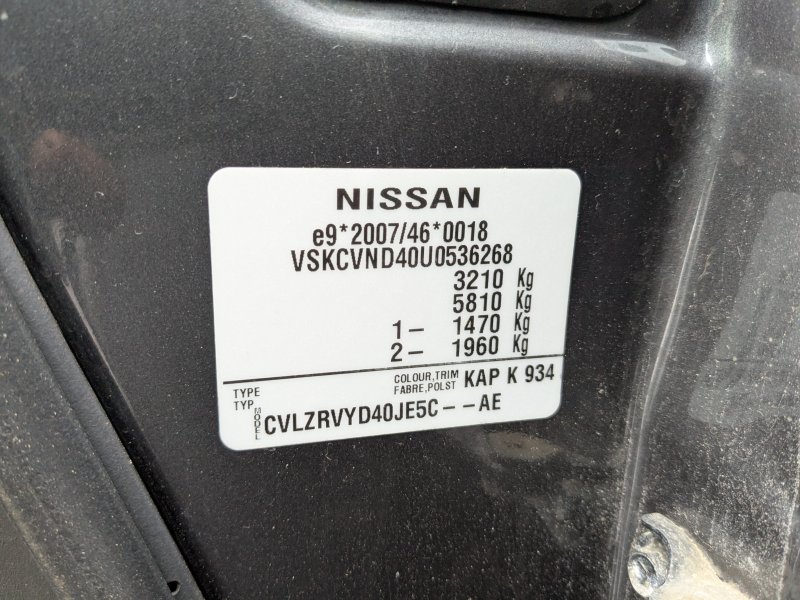 NISSAN
e9*2007/46*0018
VSKCVND40U0536268
3210 Kg
5810 Kg
1- 1470 Kg
2- 1960 Kg
TYPE COLOUR,TRIM KAP K 934
TYP FABRE,POLST
MODEL CVLZRVYD40JE5C--AE